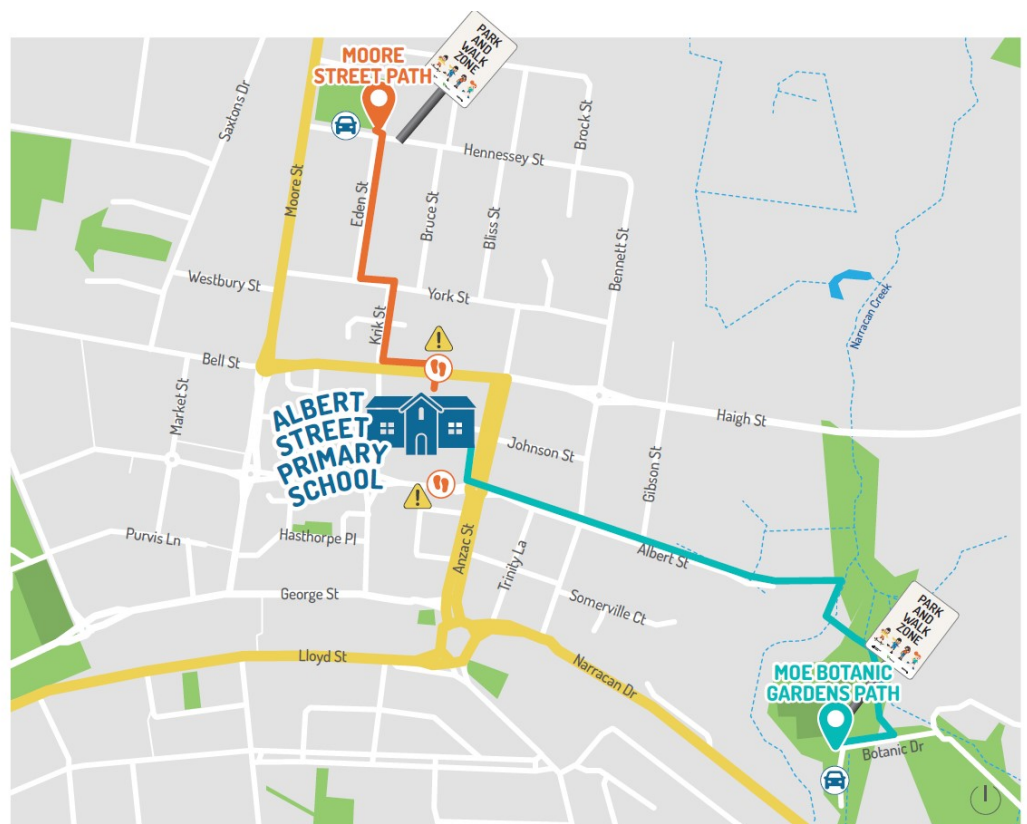 PARK
AND
WALK
ZONE
MOORE
STREET PATH
Saxtons Dr
Moore St
Hennessey St
Brock St
Eden St
Bruce St
Bliss St
Bennett St
Westbury St
York St
Krik St
Narracan Creek
Bell St
Market St
ALBERT
STREET
PRIMARY
SCHOOL
Haigh St
Johnson St
Gibson St
Purvis Ln
Hasthorpe Pl
Anzac St
Trinity La
Albert St
George St
Somerville Ct
Lloyd St
Narracan Dr
PARK
AND
WALK
ZONE
MOE BOTANIC
GARDENS PATH
Botanic Dr